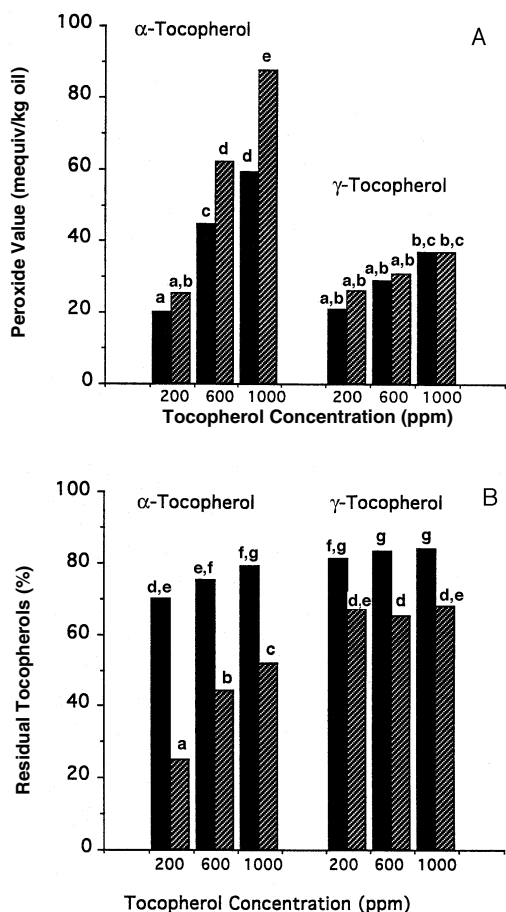 α-Tocopherol
A
100
80
60
40
20
0
Peroxide Value (mequiv/kg oil)
a
a,b
c
d
d
e
γ-Tocopherol
a,b
a,b
a,b
a,b
b,c
b,c
200 600 1000 200 600 1000
Tocopherol Concentration (ppm)
α-Tocopherol
γ-Tocopherol
B
100
80
60
40
20
0
Residual Tocopherols (%)
d,e
a
e,f
b
f,g
c
f,g
d,e
g
d
g
d,e
200 600 1000 200 600 1000
Tocopherol Concentration (ppm)